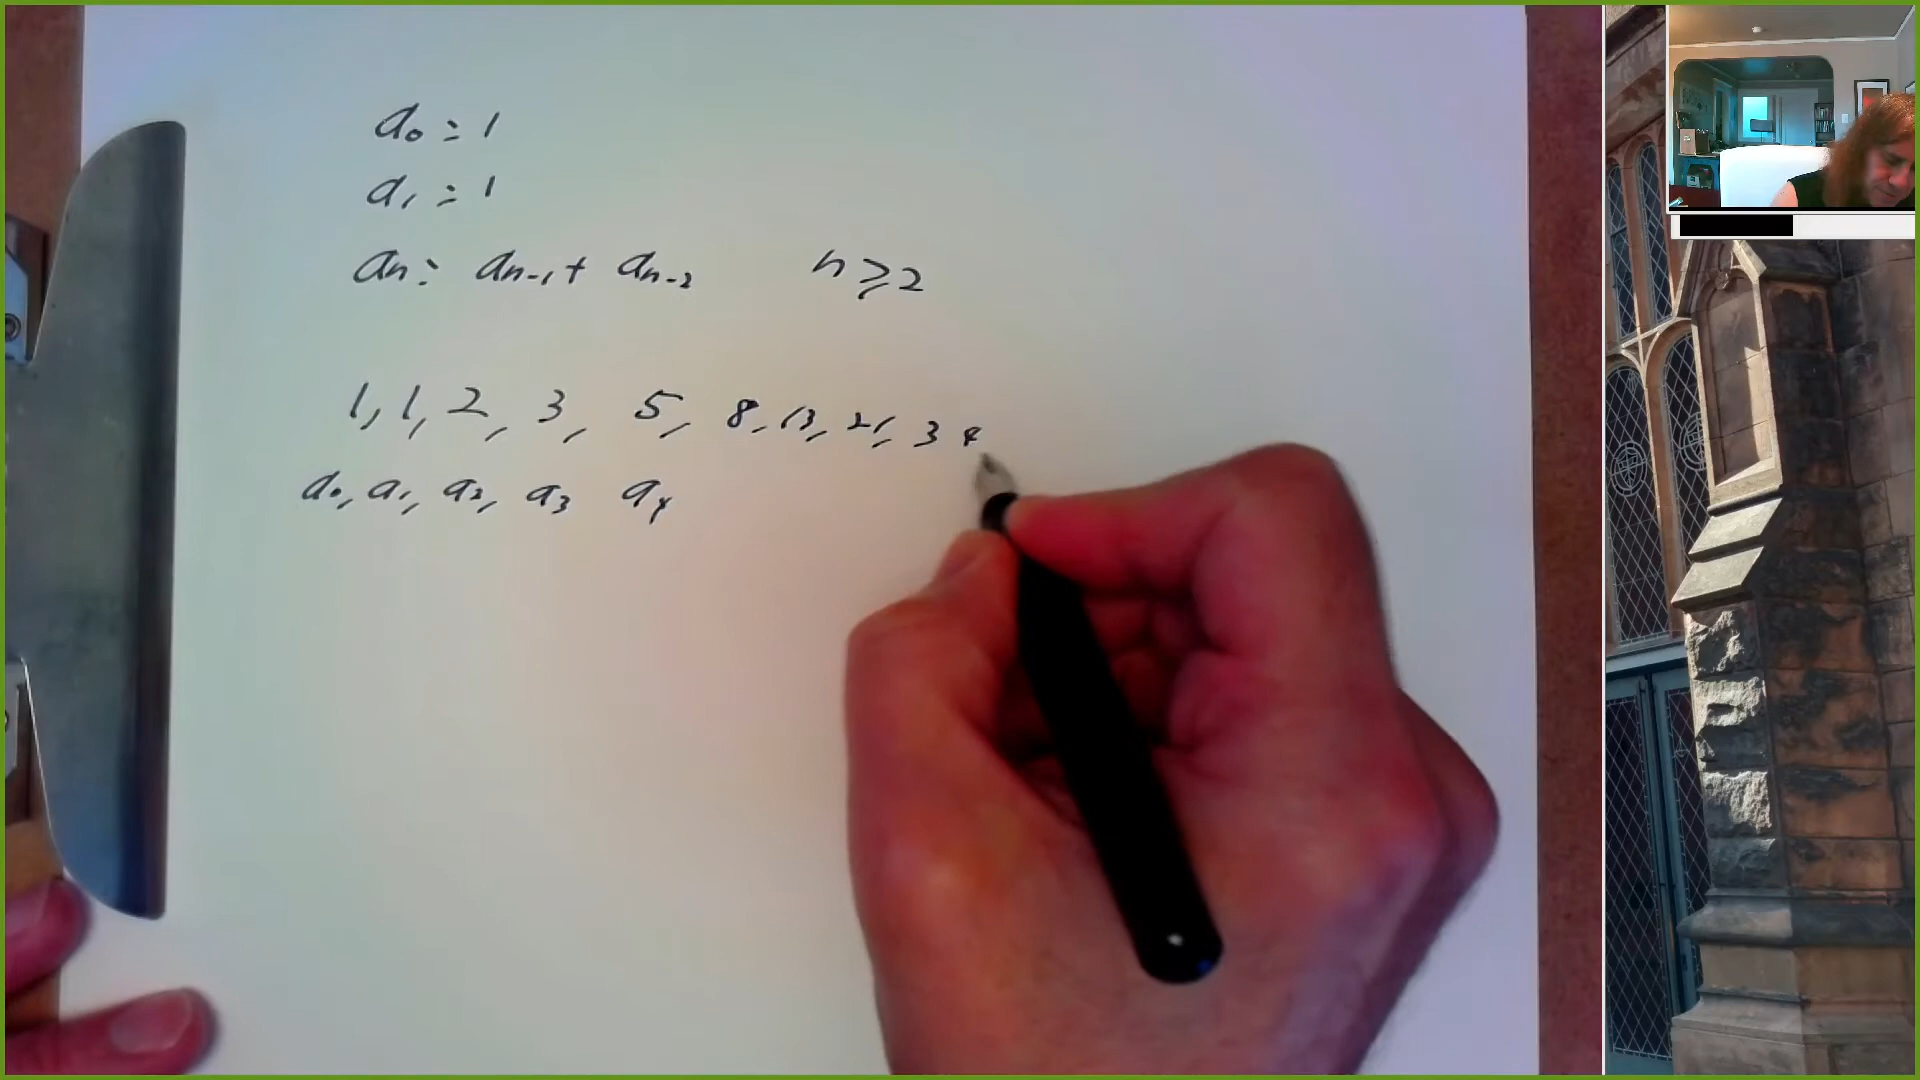 a₀ = 1
a₁ = 1
aₙ = aₙ₋₁ + aₙ₋₂ n ≥ 2
1, 1, 2, 3, 5, 8, 13, 21, 34
a₀, a₁, a₂, a₃ a₄